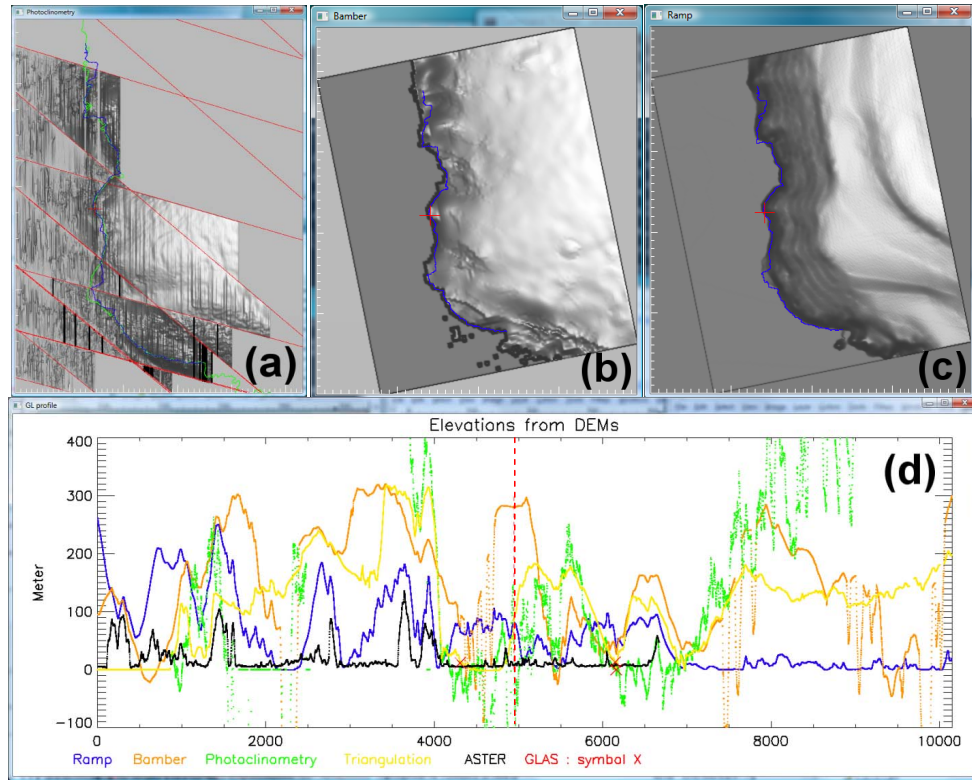 Photoclinometry
Bamber
Ramp
(a)
(b)
(c)
GL profile
Elevations from DEMs
(d)
400
300
200
100
0
-100
Meter
0
2000
4000
6000
8000
10000
Ramp Bamber Photoclinometry Triangulation ASTER GLAS : symbol X